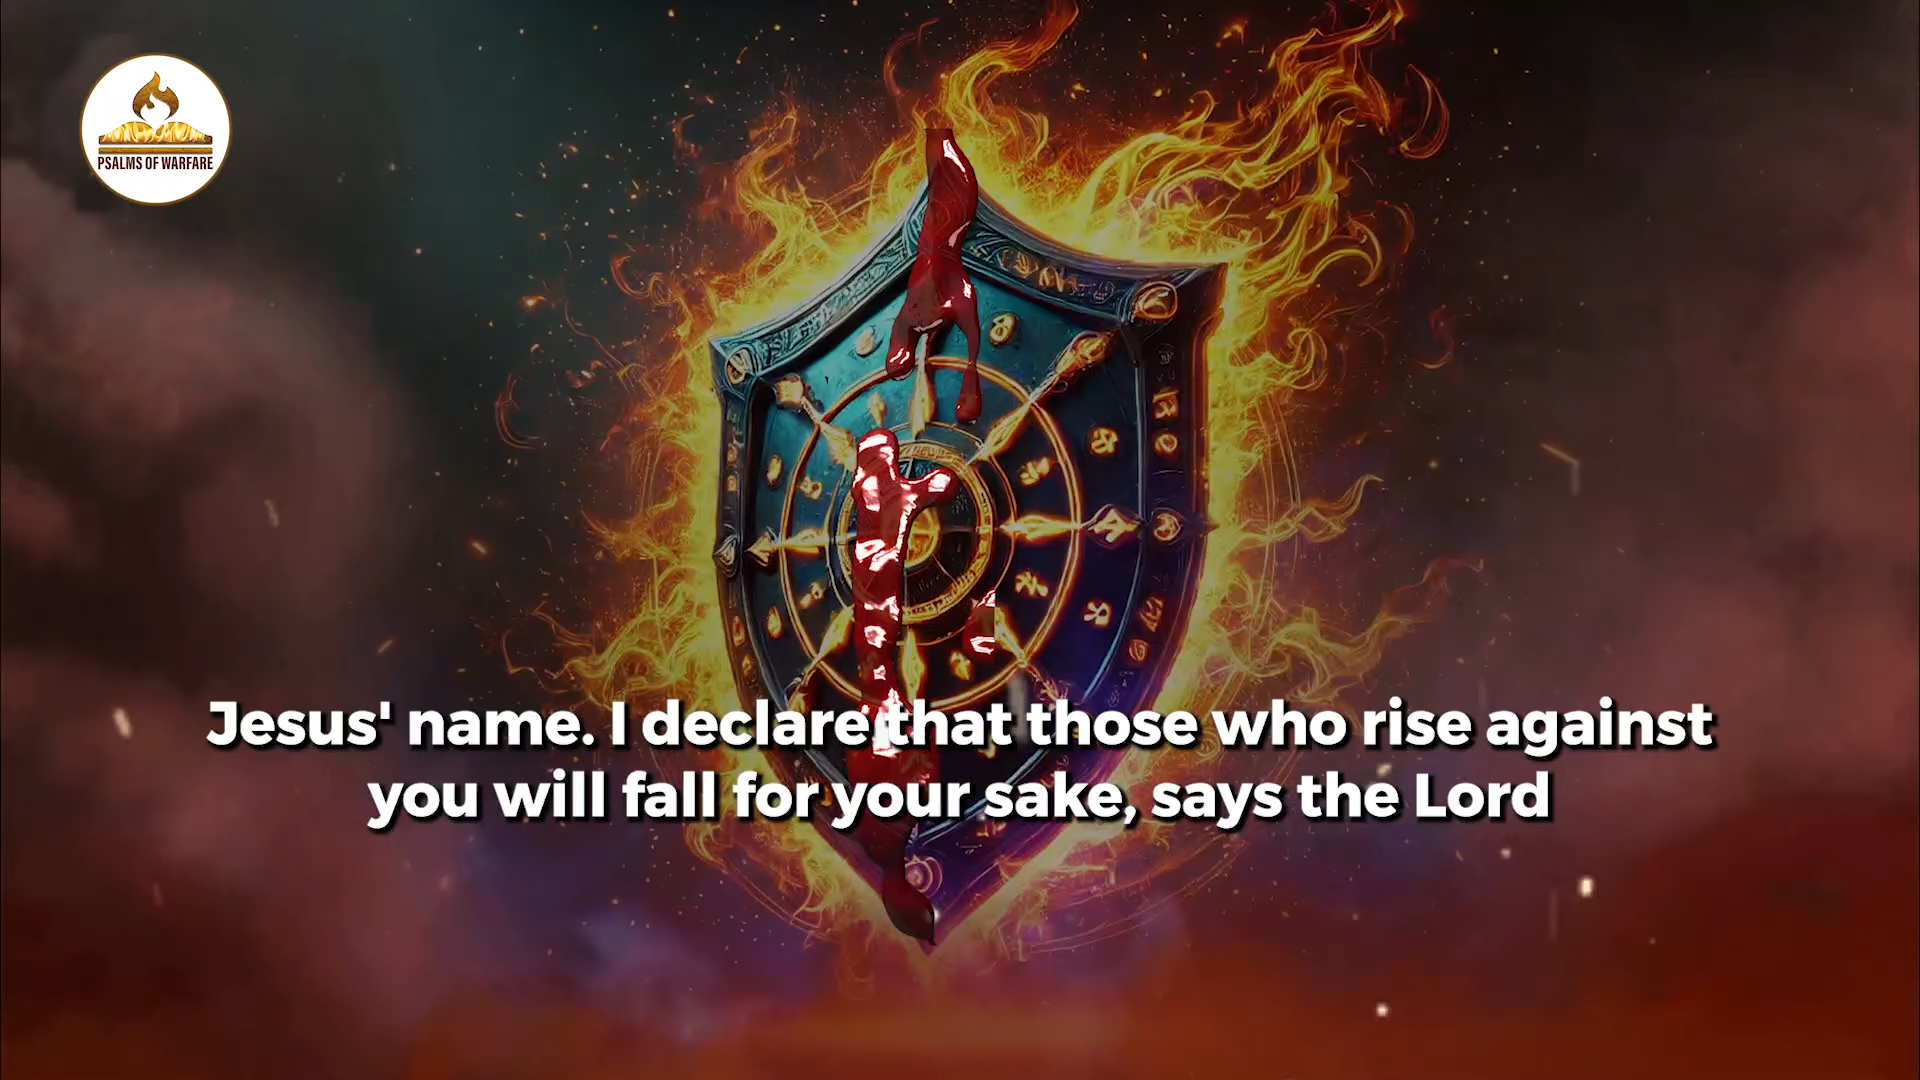 PSALMS OF WARFARE
Jesus' name. I declare that those who rise against
you will fall for your sake, says the Lord